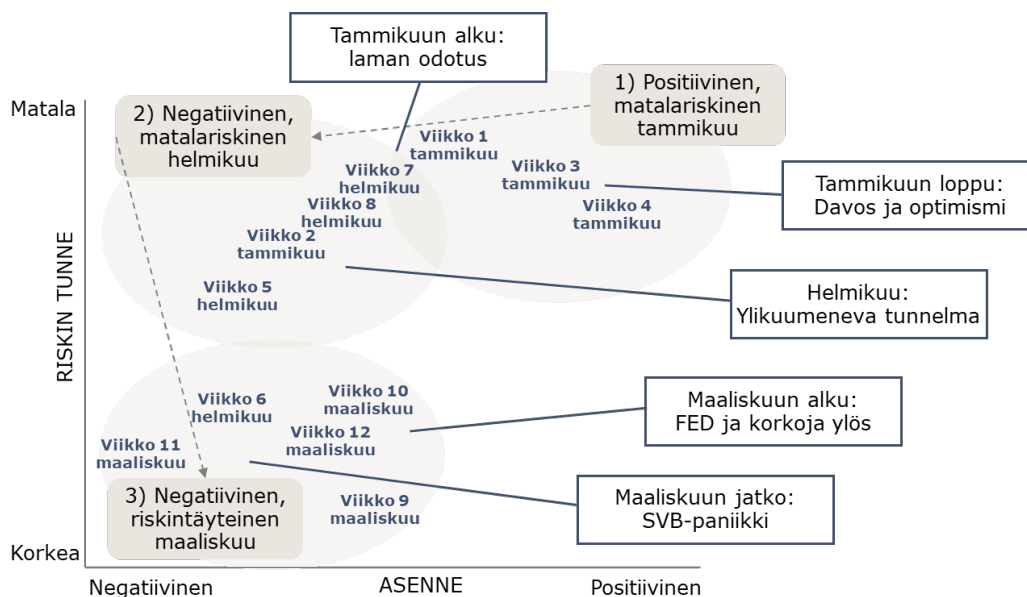 Tammikuun alku:
laman odotus
1) Positiivinen,
matalariskinen
tammikuu
Matala
2) Negatiivinen,
matalariskinen
helmikuu
Viikko 1
tammikuu
Viikko 7
helmikuu
Viikko 3
tammikuu
Viikko 8
helmikuu
Viikko 4
tammikuu
Tammikuun loppu:
Davos ja optimismi
Viikko 2
tammikuu
Viikko 5
helmikuu
Helmikuu:
Ylikuumeneva tunnelma
RISKIN TUNNE
Viikko 6
helmikuu
Viikko 10
maaliskuu
Maaliskuun alku:
FED ja korkoja ylös
Viikko 12
maaliskuu
Viikko 11
maaliskuu
3) Negatiivinen,
riskintäyteinen
maaliskuu
Viikko 9
maaliskuu
Maaliskuun jatko:
SVB-paniikki
Korkea
Negatiivinen
ASENNE
Positiivinen